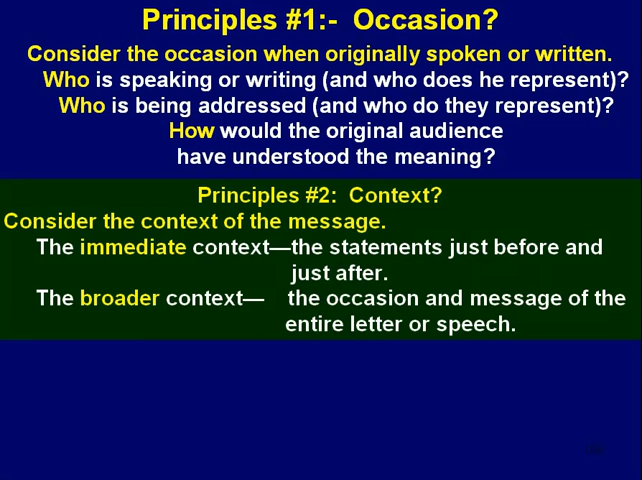 Principles #1:-  Occasion?
Consider the occasion when originally spoken or written.
Who is speaking or writing (and who does he represent)?
Who is being addressed (and who do they represent)?
How would the original audience
have understood the meaning?
Principles #2:  Context?
Consider the context of the message.
The immediate context—the statements just before and
just after.
The broader context—   the occasion and message of the
entire letter or speech.